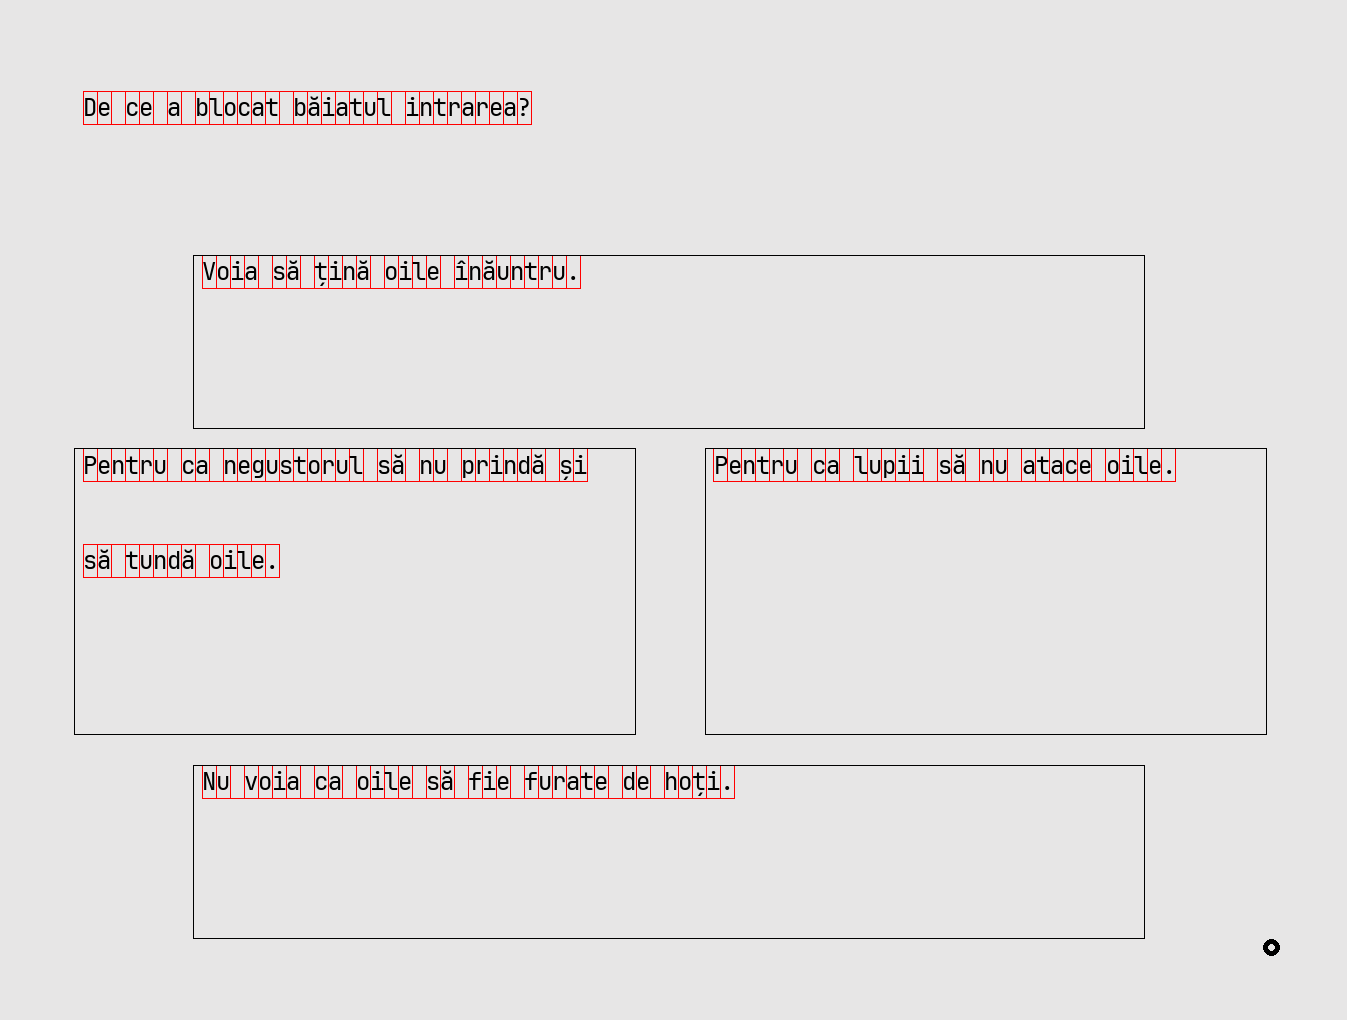 De ce a blocat băiatul intrarea?
Voia să țină oile înăuntru.
Pentru ca negustorul să nu prindă și
să tundă oile.
Pentru ca lupii să nu atace oile.
Nu voia ca oile să fie furate de hoți.